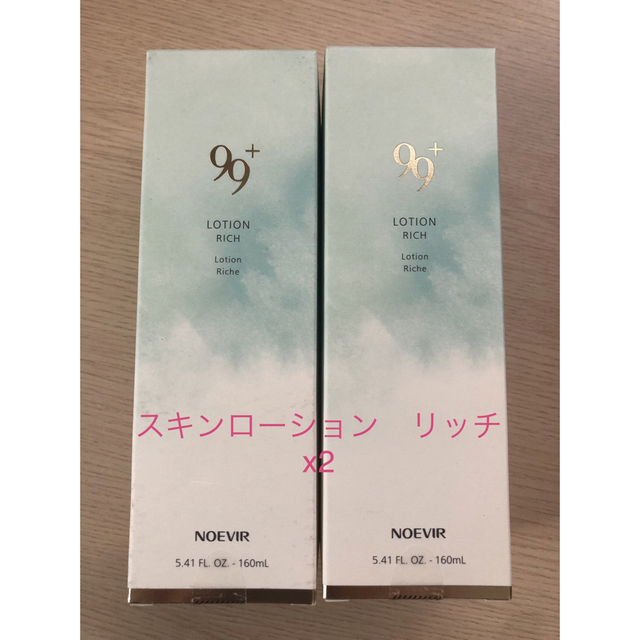 99+
LOTION
RICH
Lotion
Riche
99+
LOTION
RICH
Lotion
Riche
スキンローション　リッチ
x2
NOEVIR
5.41 FL. OZ. - 160mL
NOEVIR
5.41 FL. OZ. - 160mL